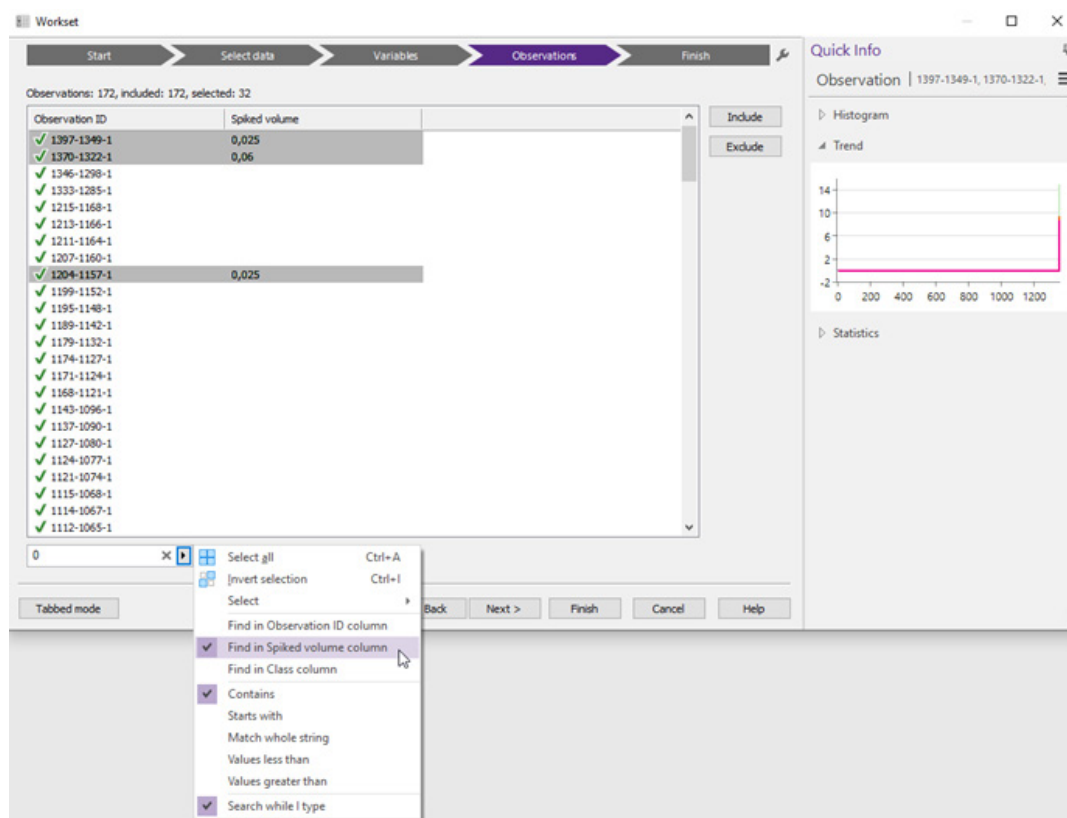 Workset
Start Select data Variables Observations Finish
Observations: 172, included: 172, selected: 32
Observation ID Spiked volume
1397-1349-1 0,025
1370-1322-1 0,06
1346-1298-1
1333-1285-1
1215-1168-1
1213-1166-1
1211-1164-1
1207-1160-1
1204-1157-1 0,025
1199-1152-1
1195-1148-1
1189-1142-1
1179-1132-1
1174-1127-1
1171-1124-1
1168-1121-1
1143-1096-1
1137-1090-1
1127-1080-1
1124-1077-1
1121-1074-1
1115-1068-1
1114-1067-1
1112-1065-1
Include
Exclude
Quick Info
Observation | 1397-1349-1, 1370-1322-1,
Histogram
Trend
14
10
6
2
-2
0 200 400 600 800 1000 1200
Statistics
0
Select all Ctrl+A
Invert selection Ctrl+I
Select
Find in Observation ID column
Find in Spiked volume column
Find in Class column
Contains
Starts with
Match whole string
Values less than
Values greater than
Search while I type
Tabbed mode Back Next > Finish Cancel Help